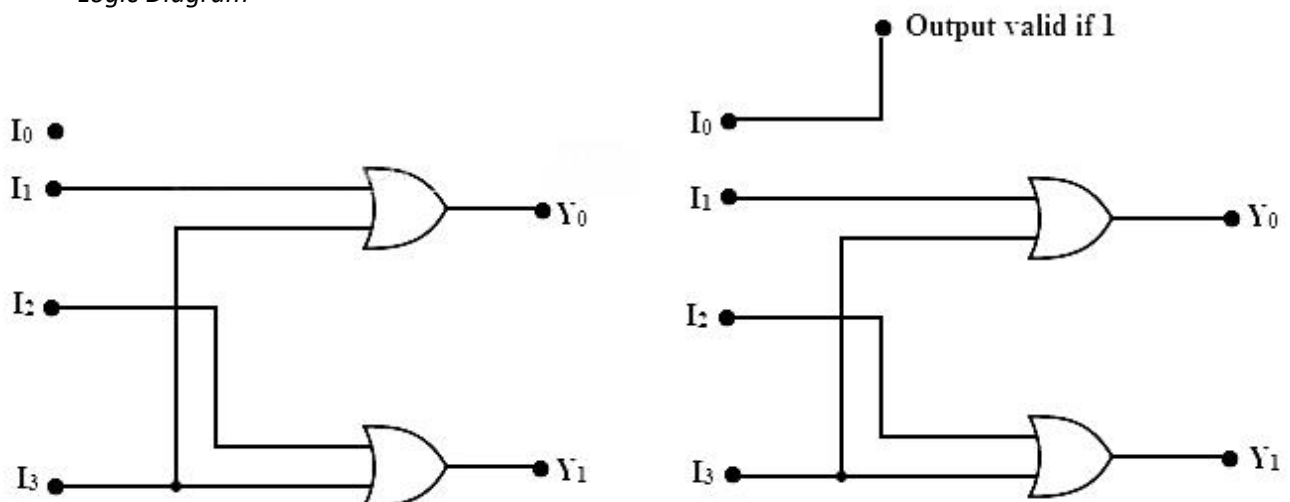 Logic Diagram
Output valid if 1
I₀
I₁
Y₀
I₂
I₃
Y₁
I₀
I₁
Y₀
I₂
I₃
Y₁